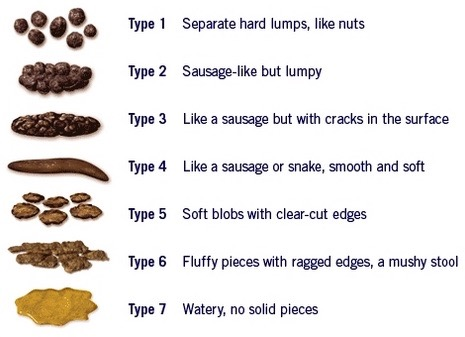 Type 1 Separate hard lumps, like nuts
Type 2 Sausage-like but lumpy
Type 3 Like a sausage but with cracks in the surface
Type 4 Like a sausage or snake, smooth and soft
Type 5 Soft blobs with clear-cut edges
Type 6 Fluffy pieces with ragged edges, a mushy stool
Type 7 Watery, no solid pieces